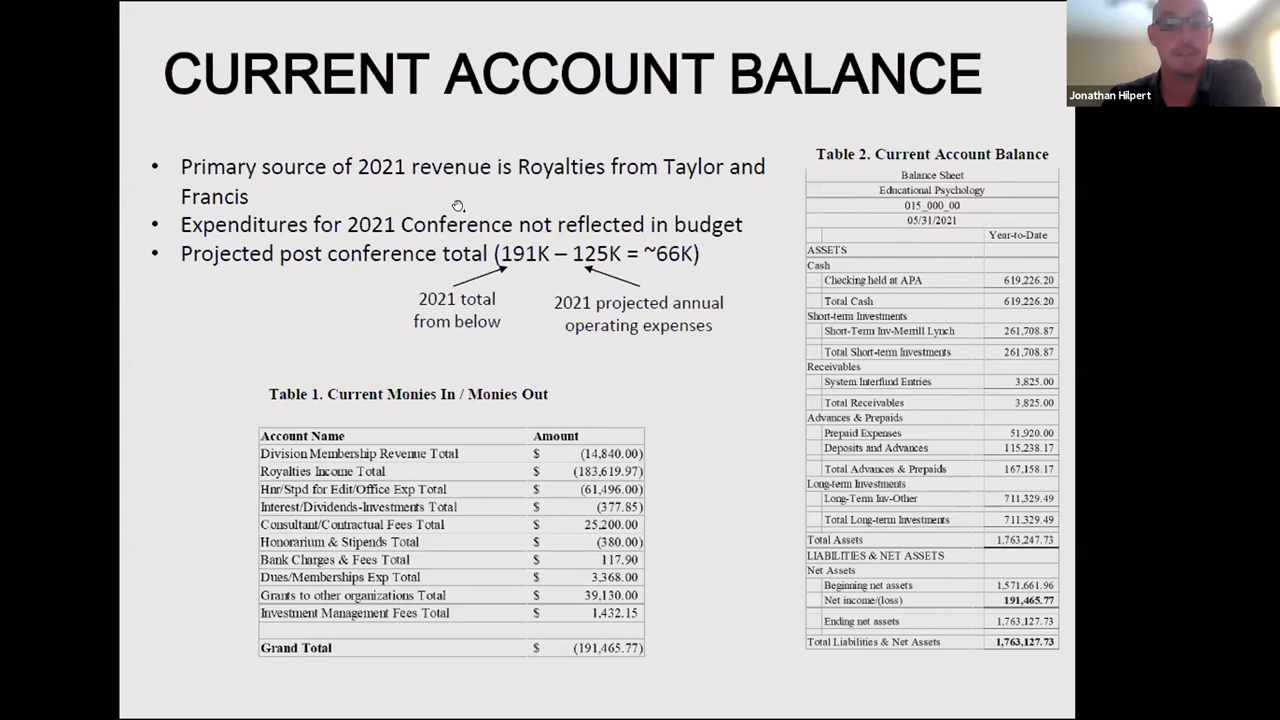 CURRENT ACCOUNT BALANCE
Jonathan Hilpert
• Primary source of 2021 revenue is Royalties from Taylor and
Francis
• Expenditures for 2021 Conference not reflected in budget
• Projected post conference total (191K – 125K = ~66K)
2021 total
from below
2021 projected annual
operating expenses
Table 1. Current Monies In / Monies Out
Account Name Amount
Division Membership Revenue Total $ (14,840.00)
Royalties Income Total $ (183,619.97)
Hnr/Stpd for Edit/Office Exp Total $ (61,496.00)
Interest/Dividends-Investments Total $ (377.85)
Consultant/Contractual Fees Total $ 25,200.00
Honorarium & Stipends Total $ (380.00)
Bank Charges & Fees Total $ 117.90
Dues/Memberships Exp Total $ 3,368.00
Grants to other organizations Total $ 39,130.00
Investment Management Fees Total $ 1,432.15
Grand Total $ (191,465.77)
Table 2. Current Account Balance
Balance Sheet
Educational Psychology
015_000_00
05/31/2021
Year-to-Date
ASSETS
Cash
Checking held at APA 619,226.20
Total Cash 619,226.20
Short-term Investments
Short-Term Inv-Merrill Lynch 261,708.87
Total Short-term Investments 261,708.87
Receivables
System Interfund Entries 3,825.00
Total Receivables 3,825.00
Advances & Prepaids
Prepaid Expenses 51,920.00
Deposits and Advances 115,238.17
Total Advances & Prepaids 167,158.17
Long-term Investments
Long-Term Inv-Other 711,329.49
Total Long-term Investments 711,329.49
Total Assets 1,763,247.73
LIABILITIES & NET ASSETS
Net Assets
Beginning net assets 1,571,661.96
Net income/(loss) 191,465.77
Ending net assets 1,763,127.73
Total Liabilities & Net Assets 1,763,127.73